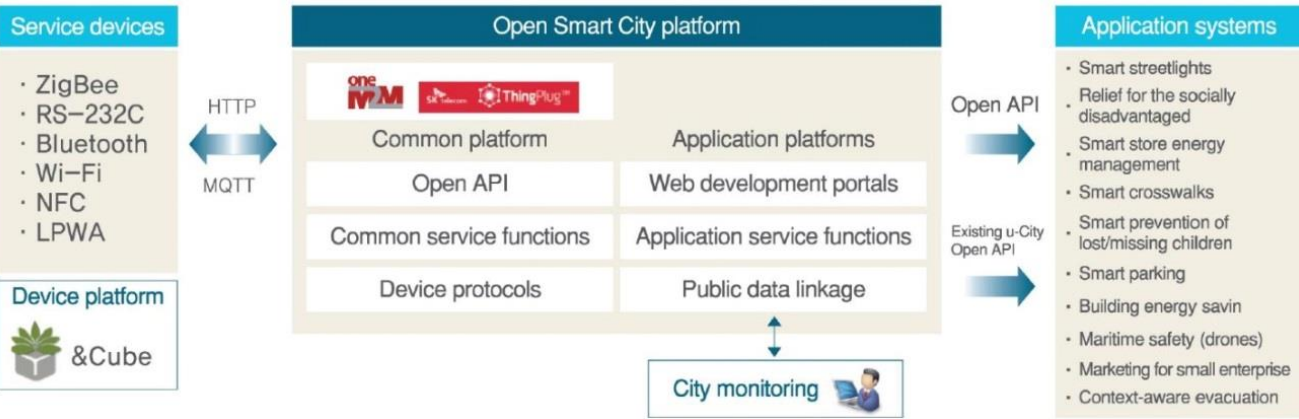 Service devices
· ZigBee
· RS-232C
· Bluetooth
· Wi-Fi
· NFC
· LPWA
Device platform
&Cube
HTTP
MQTT
Open Smart City platform
one
M2M
SK telecom ThingPlug™
Common platform
Open API
Common service functions
Device protocols
Application platforms
Web development portals
Application service functions
Public data linkage
City monitoring
Open API
Existing u-City
Open API
Application systems
· Smart streetlights
· Relief for the socially
disadvantaged
· Smart store energy
management
· Smart crosswalks
· Smart prevention of
lost/missing children
· Smart parking
· Building energy savin
· Maritime safety (drones)
· Marketing for small enterprise
· Context-aware evacuation